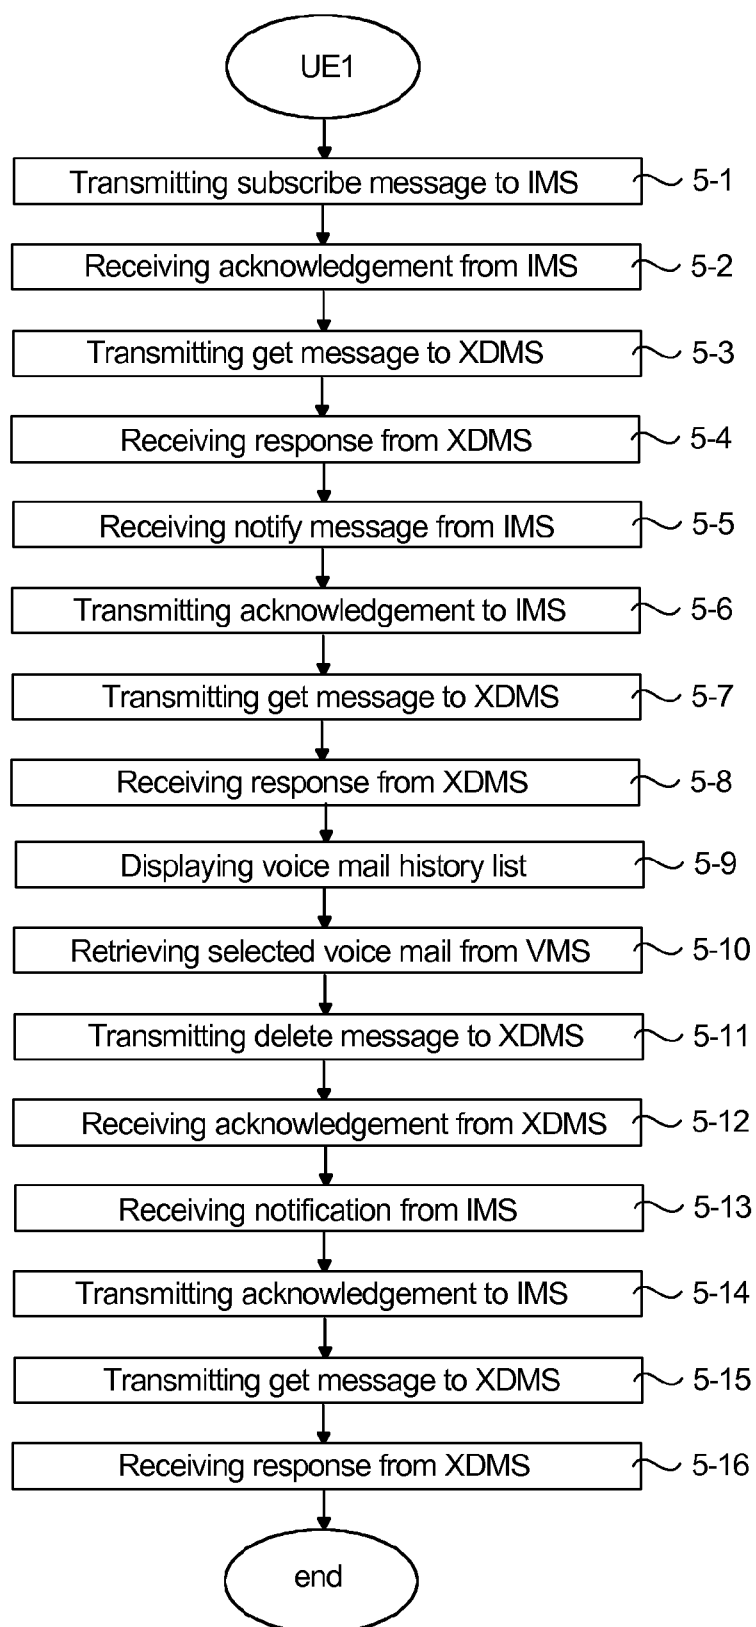 UE1
Transmitting subscribe message to IMS 5-1
Receiving acknowledgement from IMS 5-2
Transmitting get message to XDMS 5-3
Receiving response from XDMS 5-4
Receiving notify message from IMS 5-5
Transmitting acknowledgement to IMS 5-6
Transmitting get message to XDMS 5-7
Receiving response from XDMS 5-8
Displaying voice mail history list 5-9
Retrieving selected voice mail from VMS 5-10
Transmitting delete message to XDMS 5-11
Receiving acknowledgement from XDMS 5-12
Receiving notification from IMS 5-13
Transmitting acknowledgement to IMS 5-14
Transmitting get message to XDMS 5-15
Receiving response from XDMS 5-16
end